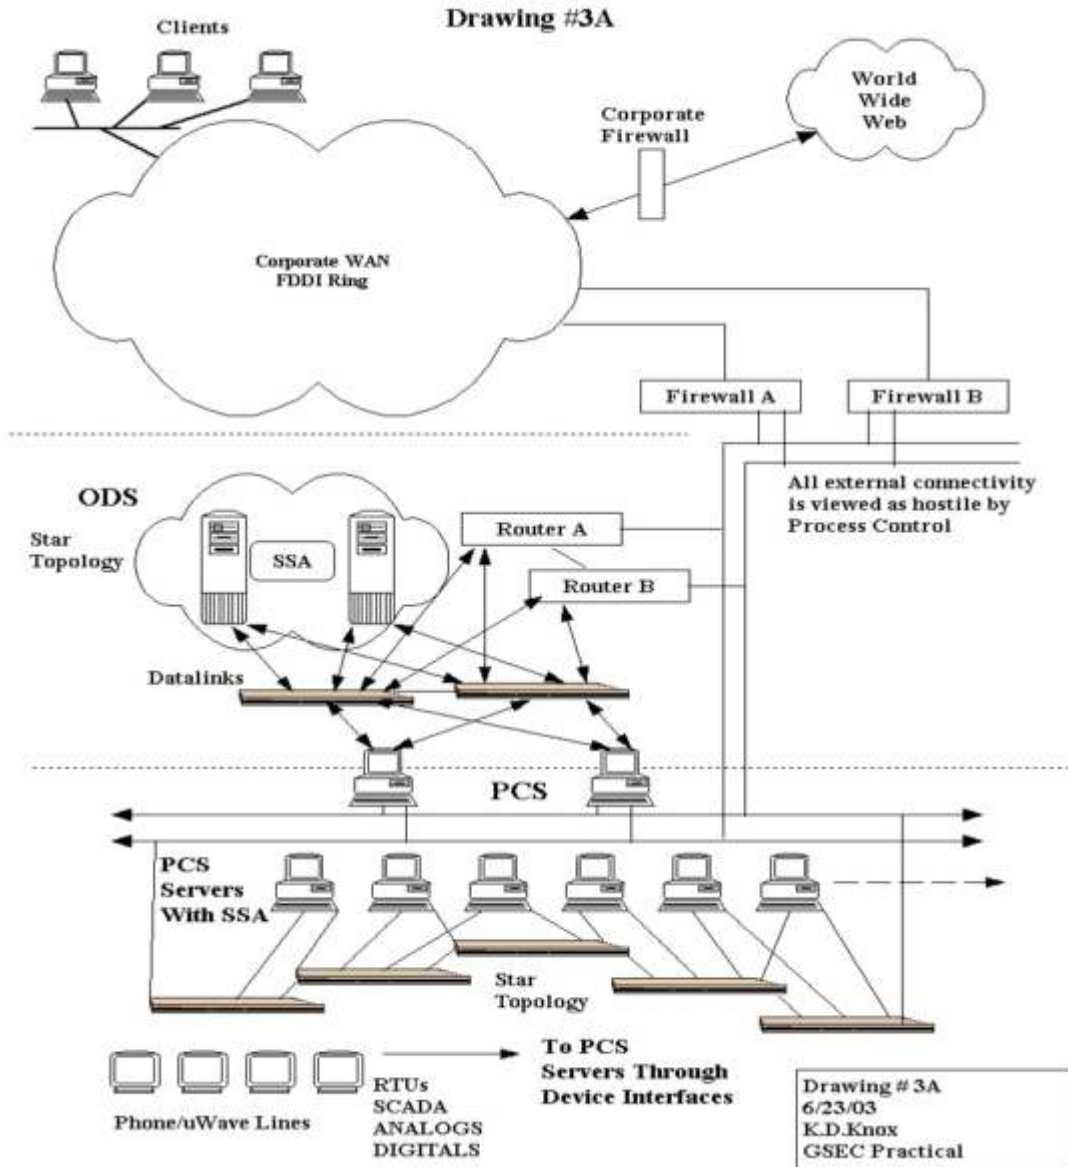 Drawing #3A
Clients
World
Wide
Web
Corporate
Firewall
Corporate WAN
FDDI Ring
Firewall A
Firewall B
All external connectivity
is viewed as hostile by
Process Control
ODS
Star
Topology
SSA
Router A
Router B
Datalinks
PCS
PCS
Servers
With SSA
Star
Topology
To PCS
Servers Through
Device Interfaces
Phone/uWave Lines
RTUs
SCADA
ANALOGS
DIGITALS
Drawing # 3A
6/23/03
K.D.Knox
GSEC Practical